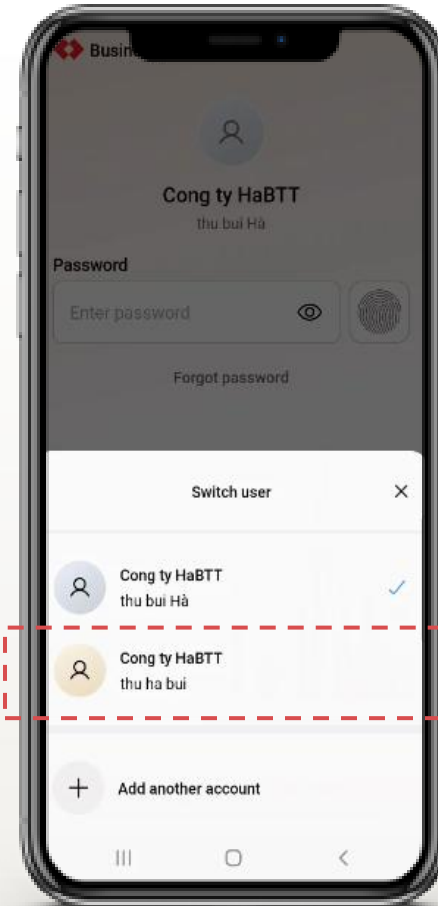 Busin
Cong ty HaBTT
thu bui Hà
Password
Enter password
Forgot password
Switch user
Cong ty HaBTT
thu bui Hà
Cong ty HaBTT
thu ha bui
Add another account